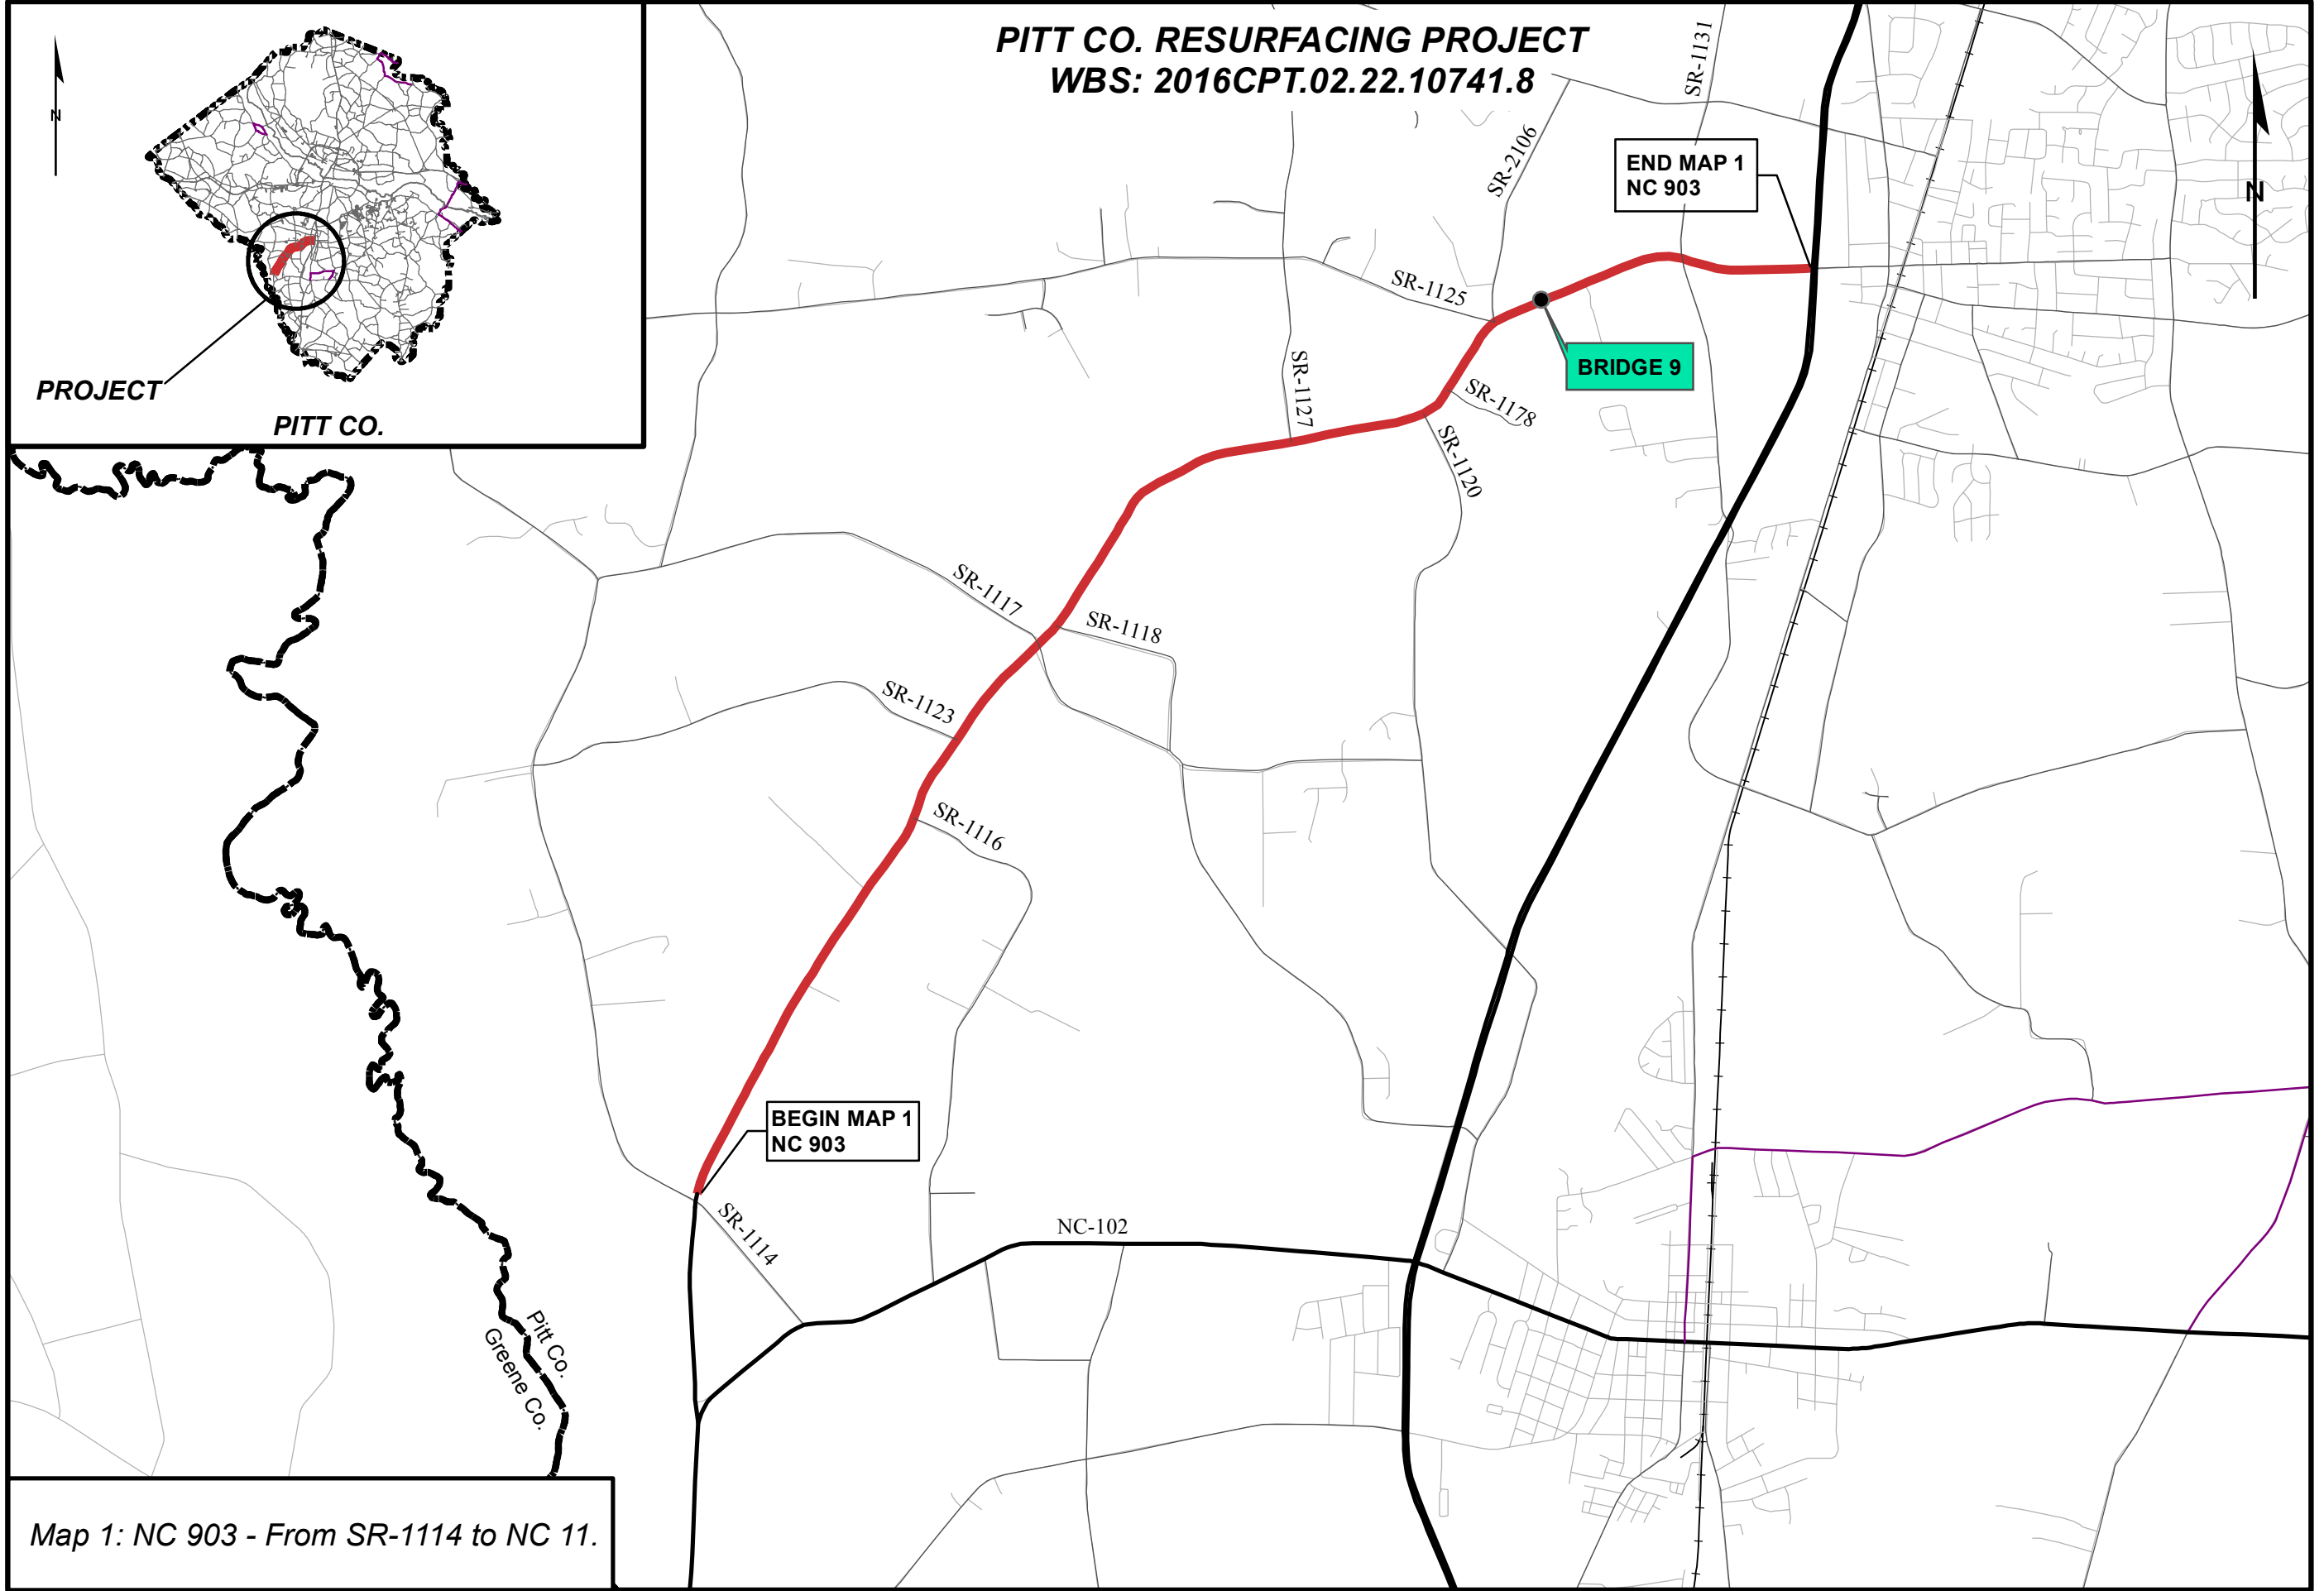 PITT CO. RESURFACING PROJECT
WBS: 2016CPT.02.22.10741.8
N
PROJECT
PITT CO.
SR-1131
SR-2106
END MAP 1
NC 903
N
SR-1125
BRIDGE 9
SR-1127
SR-1178
SR-1120
SR-1117
SR-1118
SR-1123
SR-1116
BEGIN MAP 1
NC 903
SR-1114
NC-102
Pitt Co.
Greene Co.
Map 1: NC 903 - From SR-1114 to NC 11.